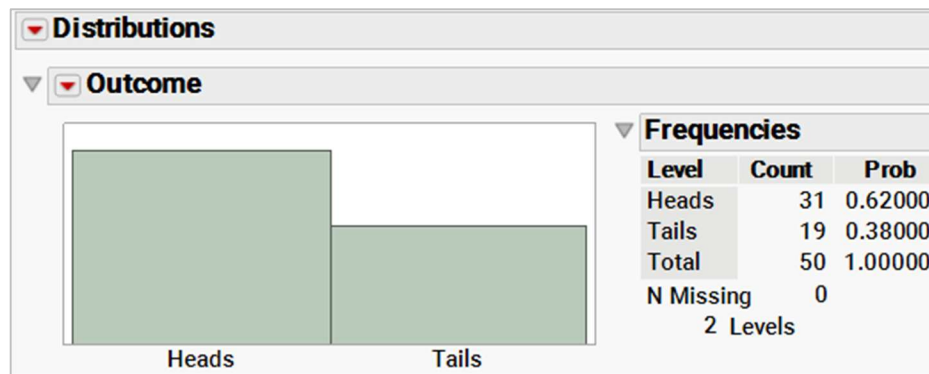 Distributions
Outcome
Heads Tails
Frequencies
Level Count Prob
Heads 31 0.62000
Tails 19 0.38000
Total 50 1.00000
N Missing 0
2 Levels